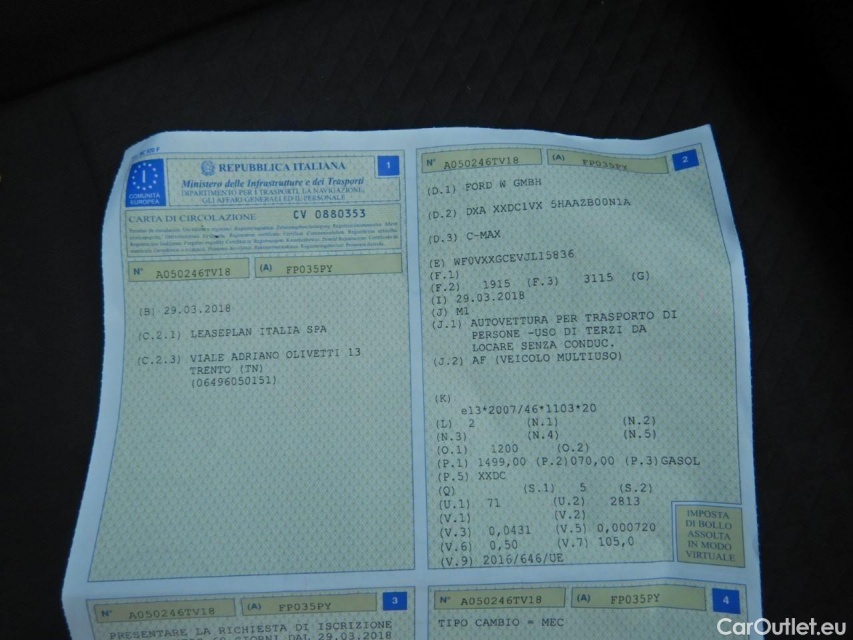 REPUBBLICA ITALIANA
1
Ministero delle Infrastrutture e dei Trasporti
DIPARTIMENTO PER I TRASPORTI, LA NAVIGAZIONE,
GLI AFFARI GENERALI ED IL PERSONALE
I
COMUNITÀ
EUROPEA
CARTA DI CIRCOLAZIONE CV 0880353
N° A050246TV18 (A) FP035PY
(B) 29.03.2018
(C.2.1) LEASEPLAN ITALIA SPA
(C.2.3) VIALE ADRIANO OLIVETTI 13
TRENTO (TN)
(06496050151)
N° A050246TV18 (A) FP035PY 2
(D.1) FORD W GMBH
(D.2) DXA XXDC1VX 5HAAZB00N1A
(D.3) C-MAX
(E) WF0VXXGCEVJL15836
(F.1)
(F.2) 1915 (F.3) 3115 (G)
(I) 29.03.2018
(J) M1
(J.1) AUTOVETTURA PER TRASPORTO DI
PERSONE -USO DI TERZI DA
LOCARE SENZA CONDUC.
(J.2) AF (VEICOLO MULTIUSO)
(K)
e13*2007/46*1103*20
(L) 2 (N.1) (N.2)
(N.3) (N.4) (N.5)
(O.1) 1200 (O.2)
(P.1) 1499,00 (P.2)070,00 (P.3)GASOL
(P.5) XXDC
(Q) (S.1) 5 (S.2)
(U.1) 71 (U.2) 2813
(V.1) (V.2)
(V.3) 0,0431 (V.5) 0,000720
(V.6) 0,50 (V.7) 105,0
(V.9) 2016/646/UE
IMPOSTA
DI BOLLO
ASSOLTA
IN MODO
VIRTUALE
N° A050246TV18 (A) FP035PY 3
PRESENTARE LA RICHIESTA DI ISCRIZIONE
GIORNI DAL 29.03.2018
N° A050246TV18 (A) FP035PY 4
TIPO CAMBIO = MEC
CarOutlet.eu